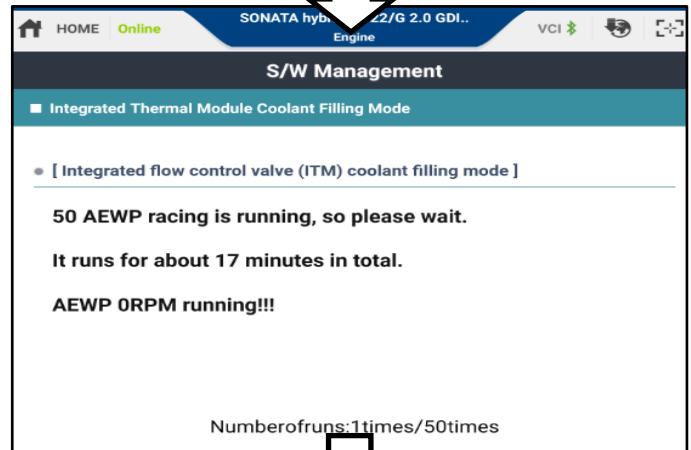 HOME Online
SONATA hyb 22/G 2.0 GDI..
Engine
VCI
S/W Management
Integrated Thermal Module Coolant Filling Mode
[ Integrated flow control valve (ITM) coolant filling mode ]
50 AEWP racing is running, so please wait.
It runs for about 17 minutes in total.
AEWP 0RPM running!!!
Numberofruns:1times/50times